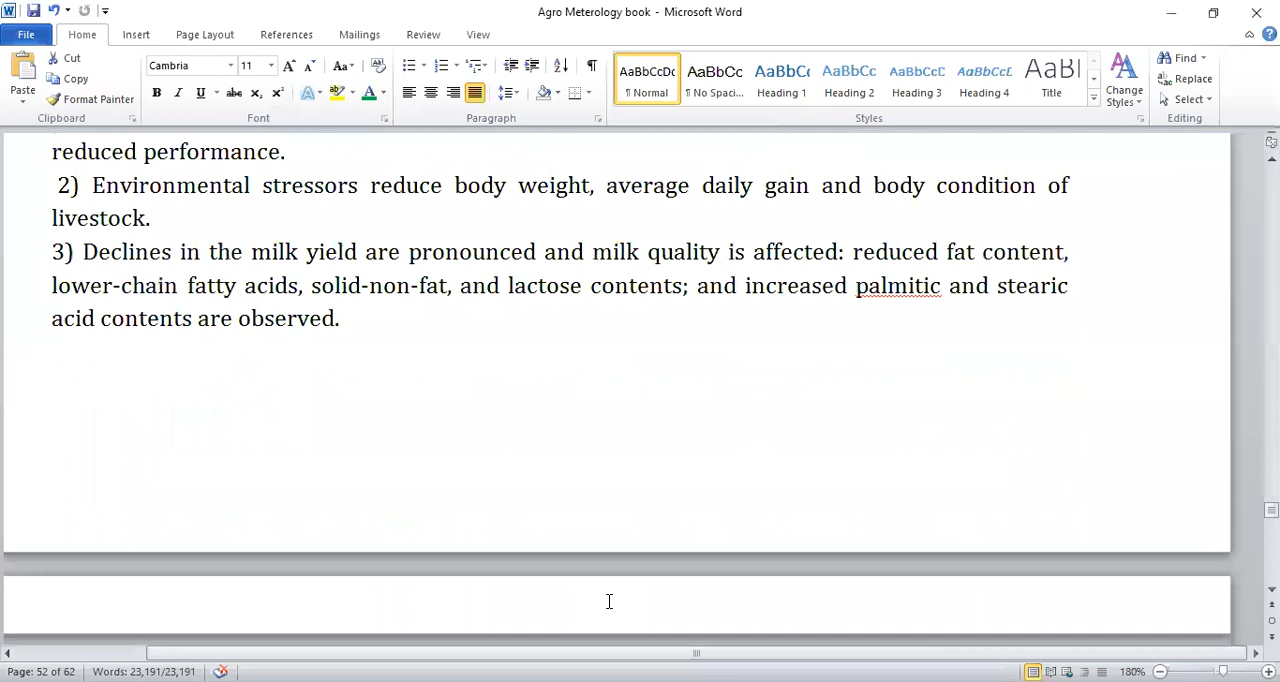 Agro Meterology book - Microsoft Word
File Home Insert Page Layout References Mailings Review View
Paste
Cut
Copy
Format Painter
Clipboard
Cambria 11
Font
Paragraph
AaBbCcDc AaBbCc AaBbCc AaBbCc AaBbCcD AaBbCcD AaBl
¶ Normal ¶ No Spaci... Heading 1 Heading 2 Heading 3 Heading 4 Title
Styles
Change Styles
Find
Replace
Select
Editing
reduced performance.
2) Environmental stressors reduce body weight, average daily gain and body condition of
livestock.
3) Declines in the milk yield are pronounced and milk quality is affected: reduced fat content,
lower-chain fatty acids, solid-non-fat, and lactose contents; and increased palmitic and stearic
acid contents are observed.
Page: 52 of 62 Words: 23,191/23,191 180%